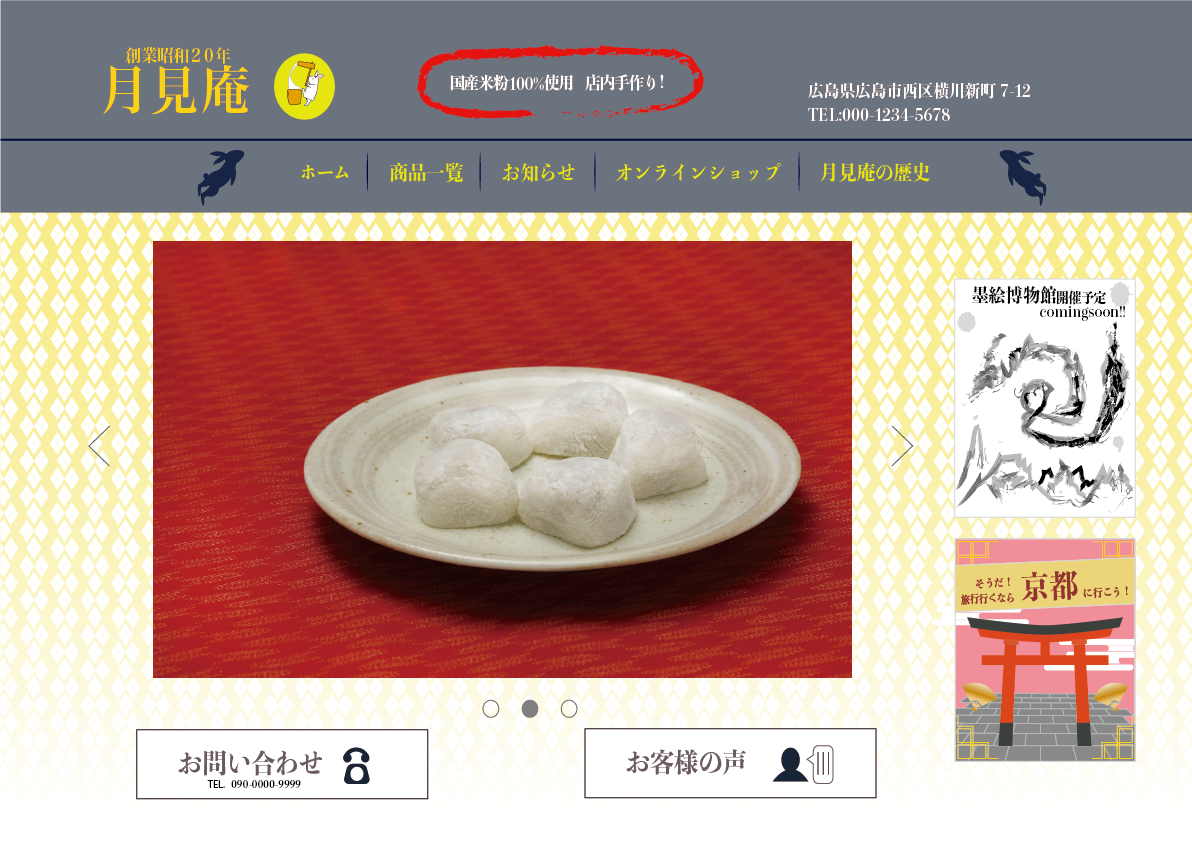 創業昭和20年
月見庵
国産米粉100%使用 店内手作り!
広島県広島市西区横川新町 7-12
TEL:000-1234-5678
ホーム
商品一覧
お知らせ
オンラインショップ
月見庵の歴史
墨絵博物館開催予定
comingsoon!!
そうだ!
旅行行くなら
京都
に行こう!
お問い合わせ
TEL. 090-0000-9999
お客様の声